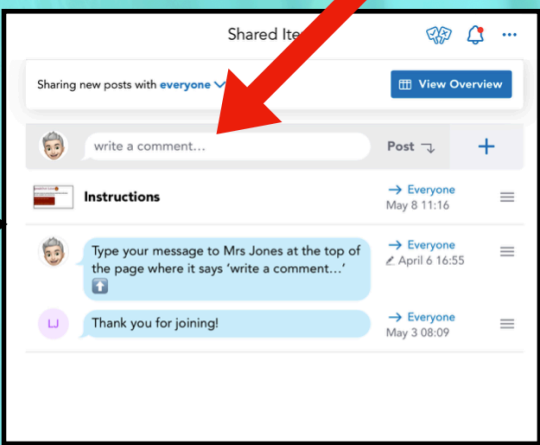 Shared Ite
Sharing new posts with everyone
View Overview
write a comment...
Post
Instructions
Everyone
May 8 11:16
Type your message to Mrs Jones at the top of
the page where it says ‘write a comment...’
Everyone
April 6 16:55
Thank you for joining!
Everyone
May 3 08:09